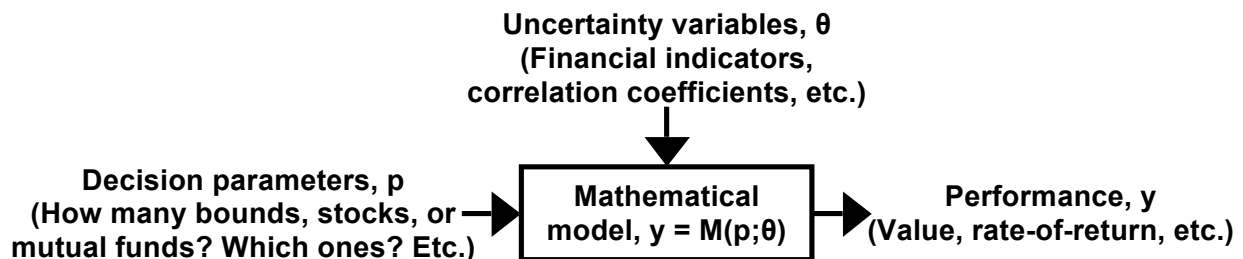 Uncertainty variables, θ
(Financial indicators,
correlation coefficients, etc.)
Decision parameters, p
(How many bounds, stocks, or
mutual funds? Which ones? Etc.)
Mathematical
model, y = M(p;θ)
Performance, y
(Value, rate-of-return, etc.)